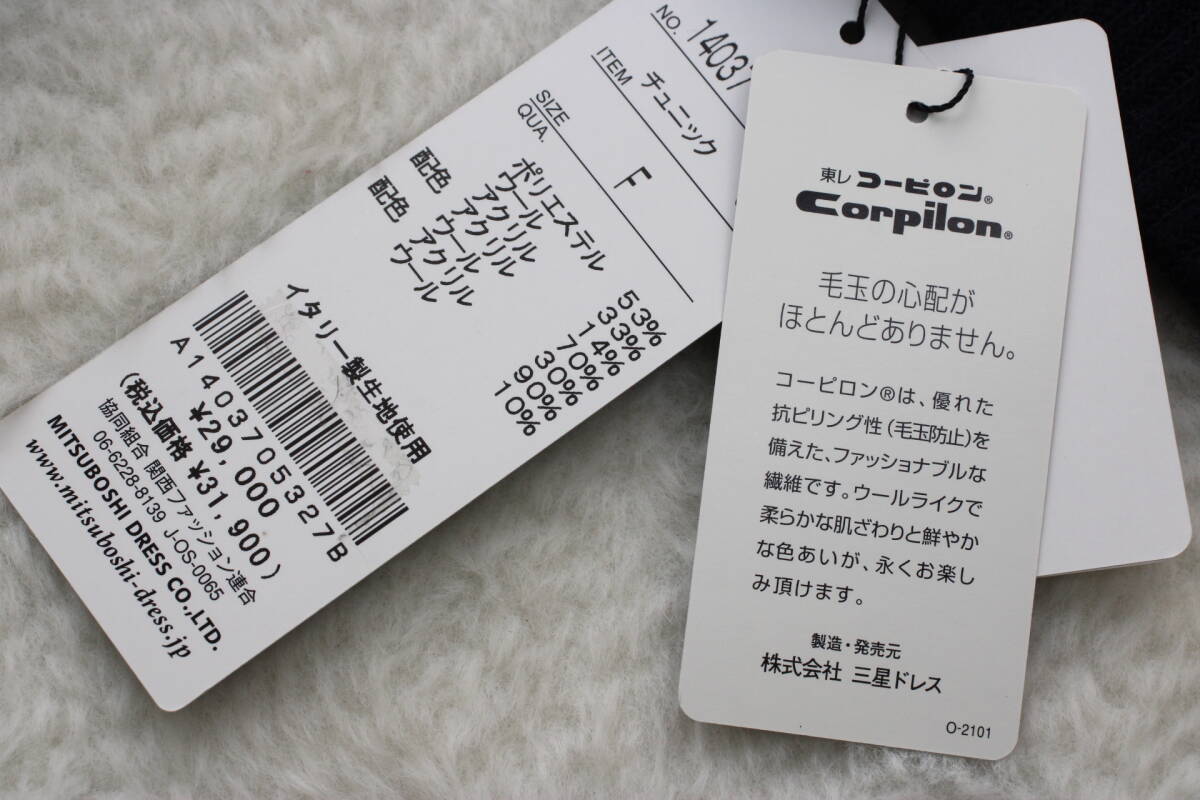 NO. 14037
ITEM チュニック
SIZE F
QUA.
ポリエステル 53%
ウール 33%
アクリル 14%
配色 アクリル 70%
ウール 30%
配色 アクリル 90%
ウール 10%
イタリー製生地使用
A1403705327B
¥29,000
(税込価格 ¥31,900)
協同組合 関西ファッション連合
06-6228-8139 J-OS-0065
MITSUBOSHI DRESS CO.,LTD.
www.mitsuboshi-dress.jp
東レ コーピロン®
Corpilon®
毛玉の心配が
ほとんどありません。
コーピロン®は、優れた
抗ピリング性(毛玉防止)を
備えた、ファッショナブルな
繊維です。ウールライクで
柔らかな肌ざわりと鮮やか
な色あいが、永くお楽し
み頂けます。
製造・発売元
株式会社 三星ドレス
O-2101